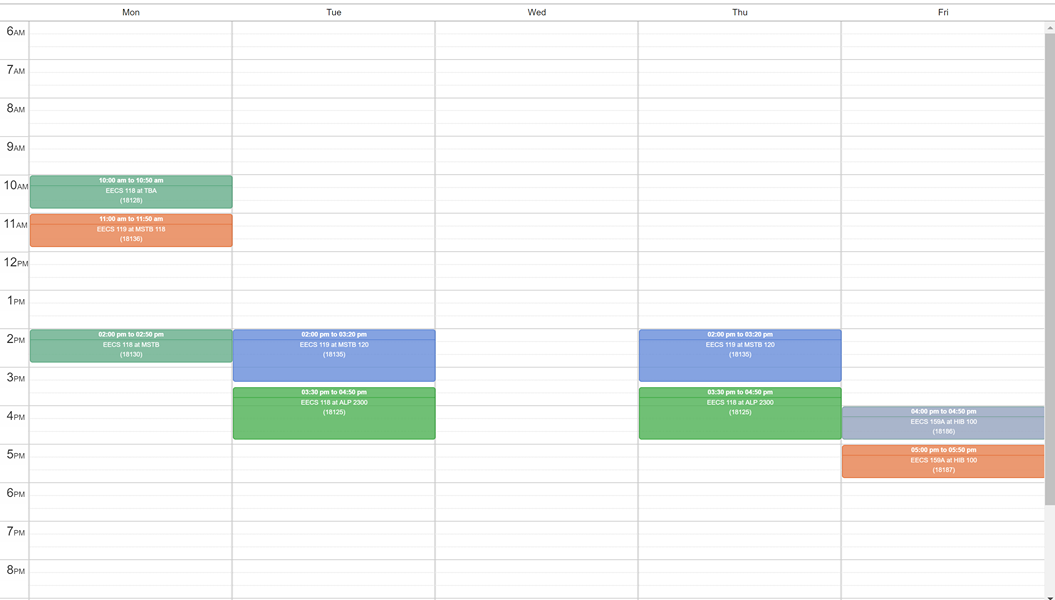 Mon Tue Wed Thu Fri
6AM
7AM
8AM
9AM
10AM
10:00 am to 10:50 am
EECS 118 at TBA
(18128)
11AM
11:00 am to 11:50 am
EECS 119 at MSTB 118
(18136)
12PM
1PM
2PM
02:00 pm to 02:50 pm
EECS 118 at MSTB
(18130)
02:00 pm to 03:20 pm
EECS 119 at MSTB 120
(18135)
02:00 pm to 03:20 pm
EECS 119 at MSTB 120
(18135)
3PM
03:30 pm to 04:50 pm
EECS 118 at ALP 2300
(18125)
03:30 pm to 04:50 pm
EECS 118 at ALP 2300
(18125)
4PM
04:00 pm to 04:50 pm
EECS 159A at HIB 100
(18186)
5PM
05:00 pm to 05:50 pm
EECS 159A at HIB 100
(18187)
6PM
7PM
8PM